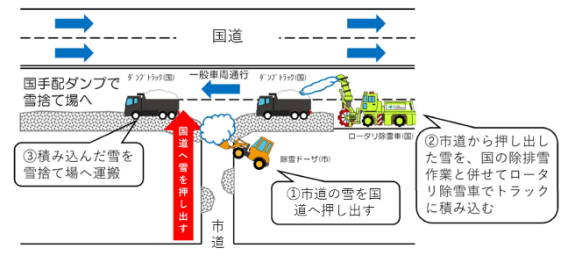 国道
ダンプトラック(国)
一般車両通行
ダンプトラック(国)
国手配ダンプで
雪捨て場へ
ロータリ除雪車(国)
国道へ雪を押し出す
除雪ドーザ(市)
③積み込んだ雪を
雪捨て場へ運搬
①市道の雪を国
道へ押し出す
②市道から押し出し
た雪を、国の除排雪
作業と併せてロータ
リ除雪車でトラック
に積み込む
市道